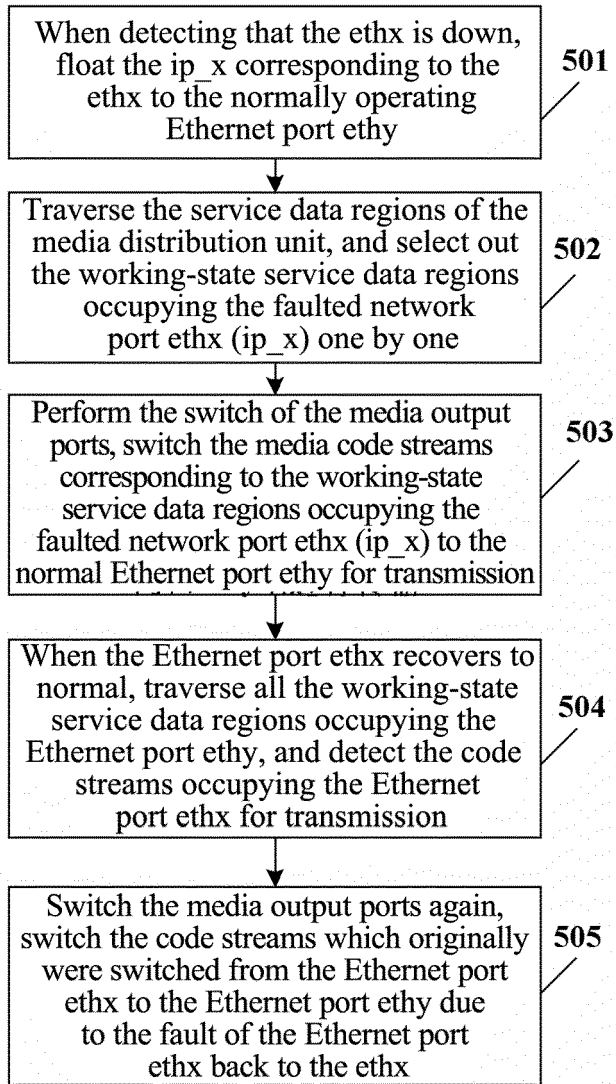 When detecting that the ethx is down,
float the ip_x corresponding to the
ethx to the normally operating
Ethernet port ethy
501
Traverse the service data regions of the
media distribution unit, and select out
the working-state service data regions
occupying the faulted network
port ethx (ip_x) one by one
502
Perform the switch of the media output
ports, switch the media code streams
corresponding to the working-state
service data regions occupying the
faulted network port ethx (ip_x) to the
normal Ethernet port ethy for transmission
503
When the Ethernet port ethx recovers to
normal, traverse all the working-state
service data regions occupying the
Ethernet port ethy, and detect the code
streams occupying the Ethernet
port ethx for transmission
504
Switch the media output ports again,
switch the code streams which originally
were switched from the Ethernet port
ethx to the Ethernet port ethy due
to the fault of the Ethernet port
ethx back to the ethx
505